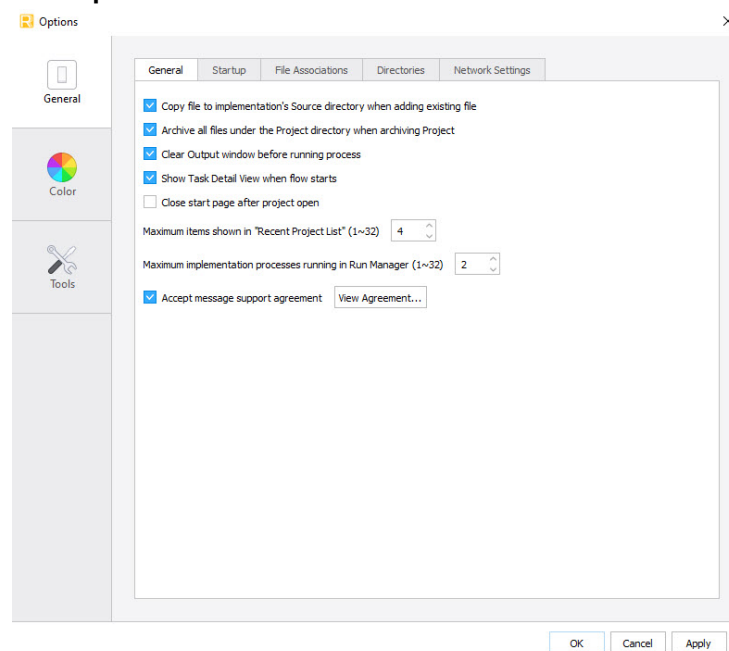 Options
General
Color
Tools
General Startup File Associations Directories Network Settings
Copy file to implementation's Source directory when adding existing file
Archive all files under the Project directory when archiving Project
Clear Output window before running process
Show Task Detail View when flow starts
Close start page after project open
Maximum items shown in "Recent Project List" (1~32) 4
Maximum implementation processes running in Run Manager (1~32) 2
Accept message support agreement View Agreement...
OK Cancel Apply